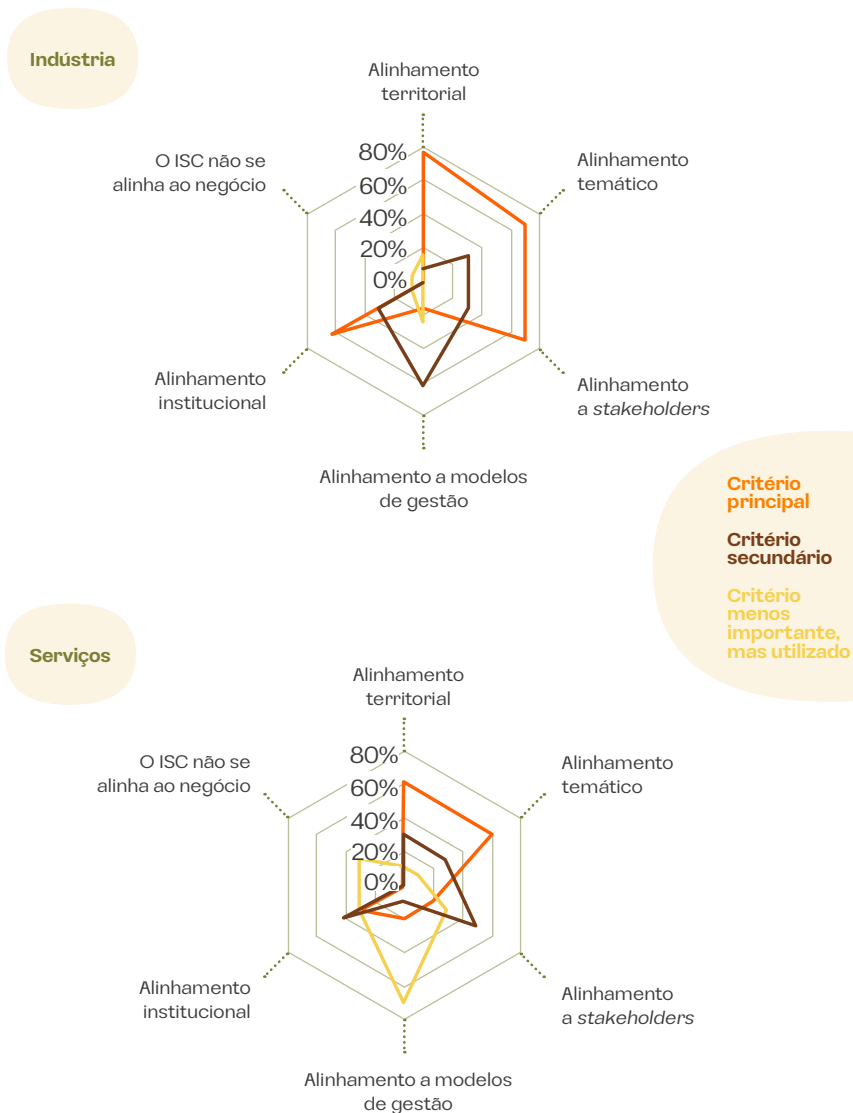 Indústria
Alinhamento
territorial
O ISC não se
alinha ao negócio
Alinhamento
temático
80%
60%
40%
20%
0%
Alinhamento
institucional
Alinhamento
a stakeholders
Alinhamento a modelos
de gestão
Critério
principal
Critério
secundário
Critério
menos
importante,
mas utilizado
Serviços
Alinhamento
territorial
O ISC não se
alinha ao negócio
Alinhamento
temático
80%
60%
40%
20%
0%
Alinhamento
institucional
Alinhamento
a stakeholders
Alinhamento a modelos
de gestão